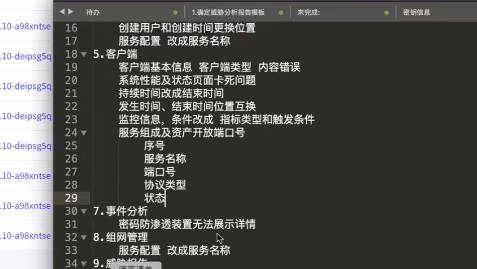 待办
1.确定威胁分析报告模板
未完成:
密钥信息
.10-a98xntse
.10-deipsg5q
.10-deipsg5q
.10-deipsg5q
.10-deipsg5q
.10-a98xntse
.10-a98xntse
.10-a98xntse
16 创建用户和创建时间更换位置
17 服务配置 改成服务名称
18 5.客户端
19 客户端基本信息 客户端类型 内容错误
20 系统性能及状态页面卡死问题
21 持续时间改成结束时间
22 发生时间、结束时间位置互换
23 监控信息，条件改成 指标类型和触发条件
24 服务组成及资产开放端口号
25 序号
26 服务名称
27 端口号
28 协议类型
29 状态
30 7.事件分析
31 密码防渗透装置无法展示详情
32 8.组网管理
33 服务配置 改成服务名称
34 9.威胁报告